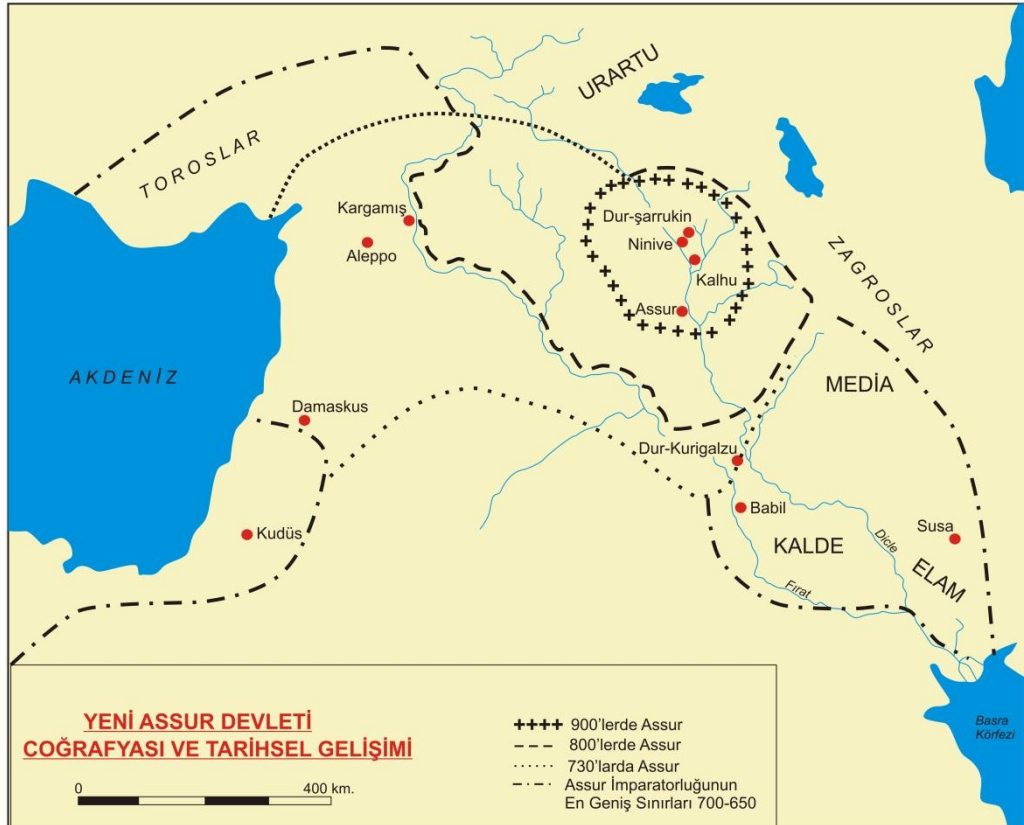 URARTU
TOROSLAR
Kargamış
Aleppo
Dur-şarrukin
Ninive
Kalhu
Assur
ZAGROSLAR
AKDENİZ
MEDİA
Damaskus
Dur-Kurigalzu
Babil
Kudüs
KALDE
Dicle
Susa
ELAM
Fırat
Basra
Körfezi
YENİ ASSUR DEVLETİ
COĞRAFYASI VE TARİHSEL GELİŞİMİ
0 400 km.
900'lerde Assur
800'lerde Assur
730'larda Assur
Assur İmparatorluğunun
En Geniş Sınırları 700-650